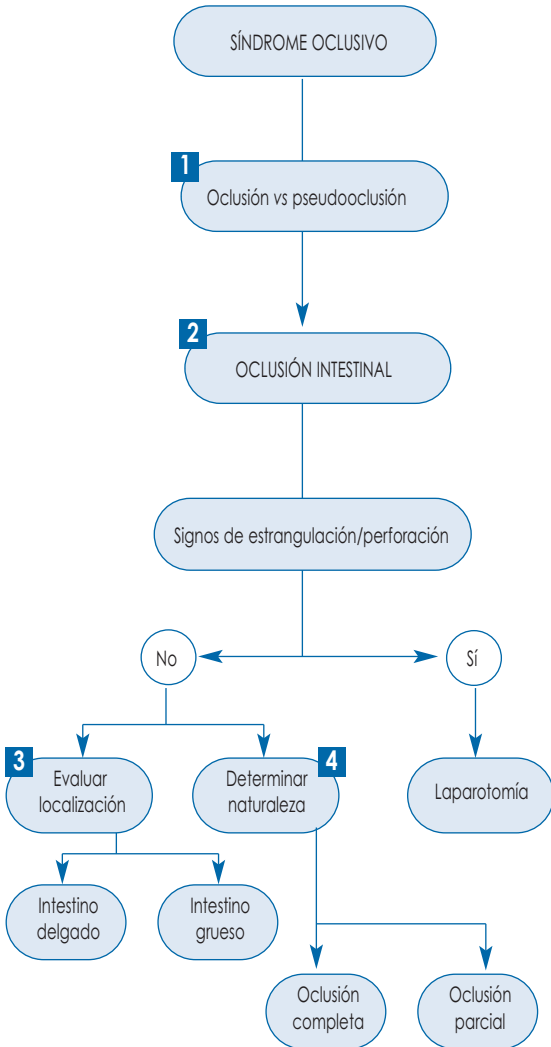 SÍNDROME OCLUSIVO
1
Oclusión vs pseudooclusión
2
OCLUSIÓN INTESTINAL
Signos de estrangulación/perforación
No
Sí
3
Evaluar
localización
Determinar
naturaleza
4
Laparotomía
Intestino
delgado
Intestino
grueso
Oclusión
completa
Oclusión
parcial